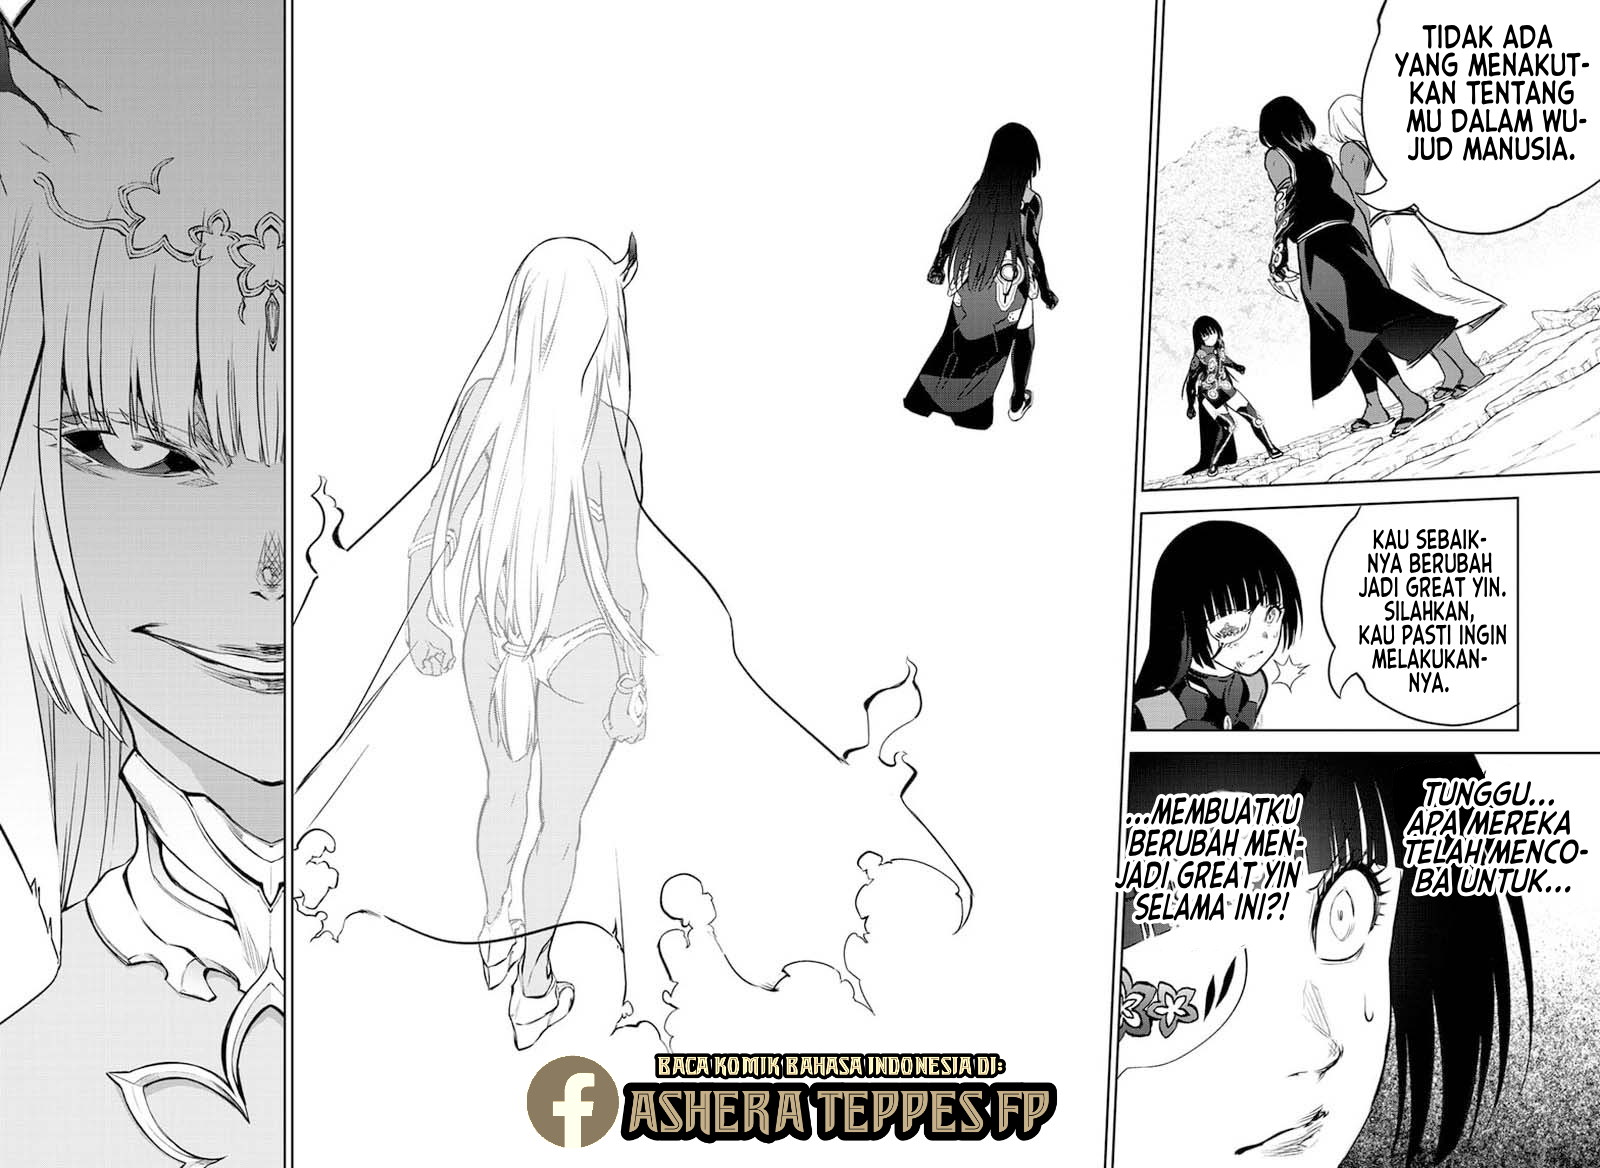 TIDAK ADA
YANG MENAKUT-
KAN TENTANG
MU DALAM WU-
JUD MANUSIA.
KAU SEBAIK-
NYA BERUBAH
JADI GREAT YIN.
SILAHKAN,
KAU PASTI INGIN
MELAKUKAN-
NYA.
TUNGGU...
APA MEREKA
TELAH MENCO-
BA UNTUK...
...MEMBUATKU
BERUBAH MEN-
JADI GREAT YIN
SELAMA INI?!
BACA KOMIK BAHASA INDONESIA DI:
ASHERA TEPPES FP